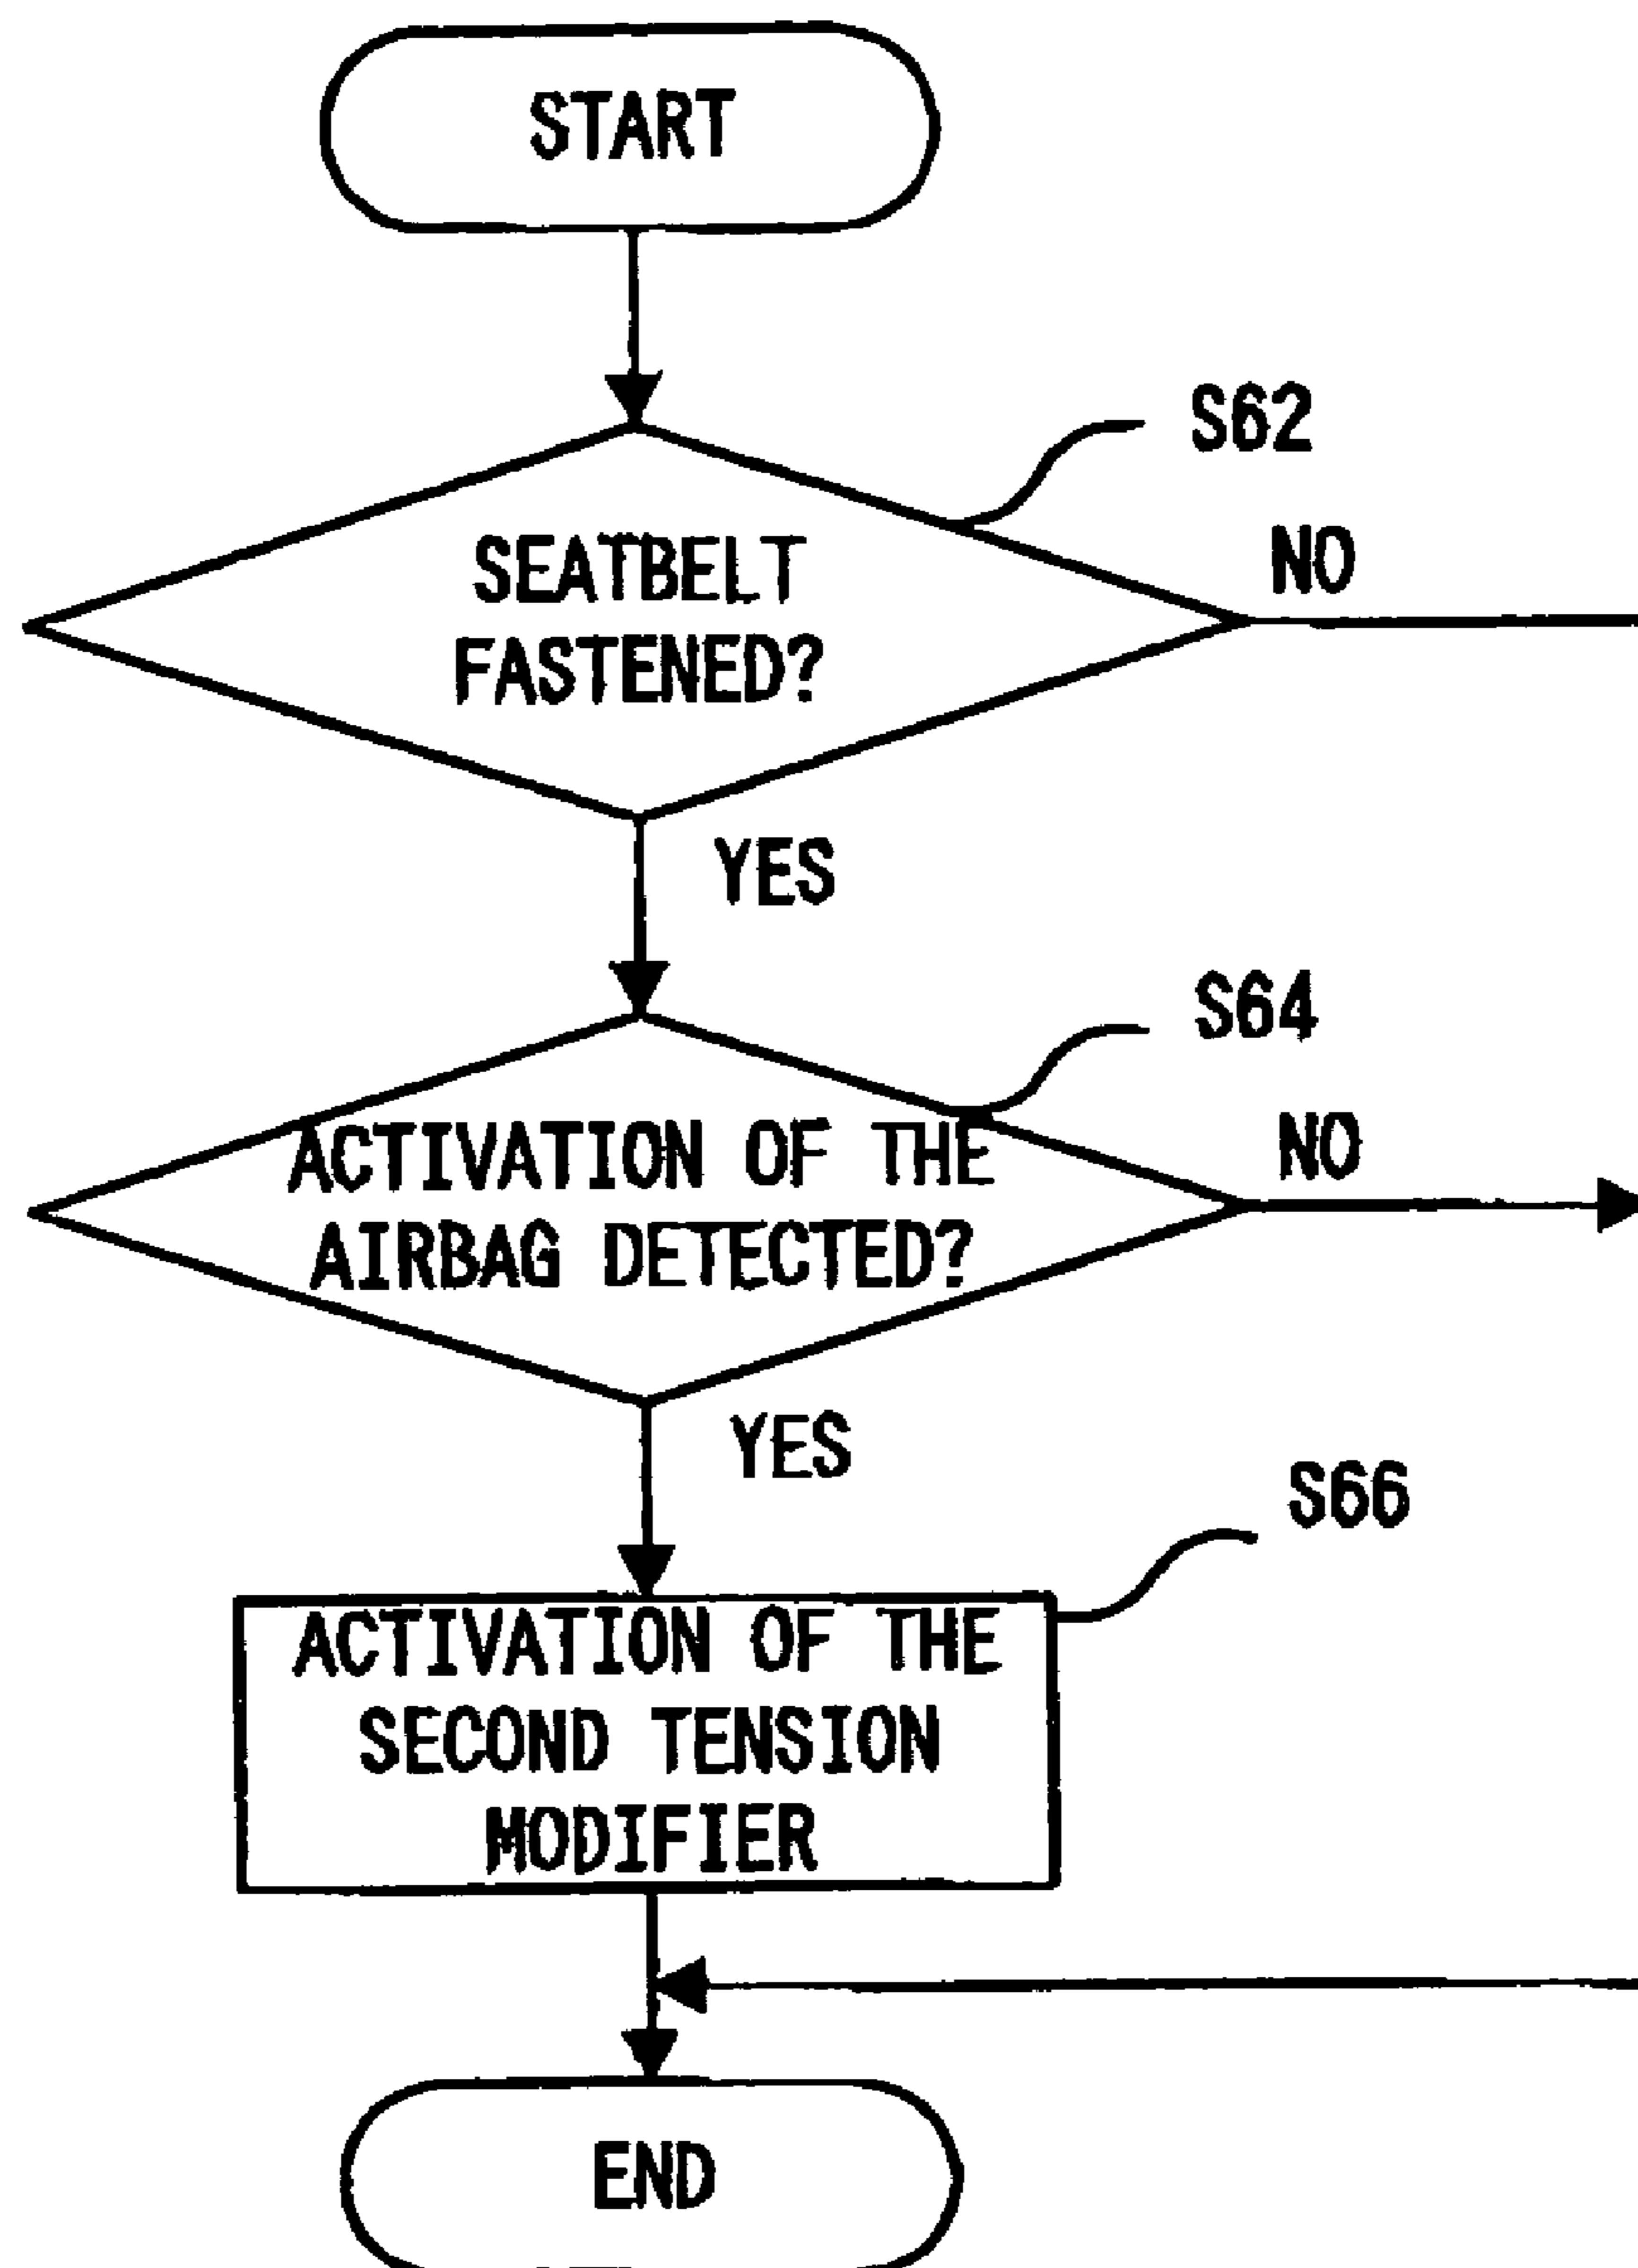 START
S62
SEATBELT
FASTENED?
NO
YES
S64
ACTIVATION OF THE
AIRBAG DETECTED?
NO
YES
S66
ACTIVATION OF THE
SECOND TENSION
MODIFIER
END